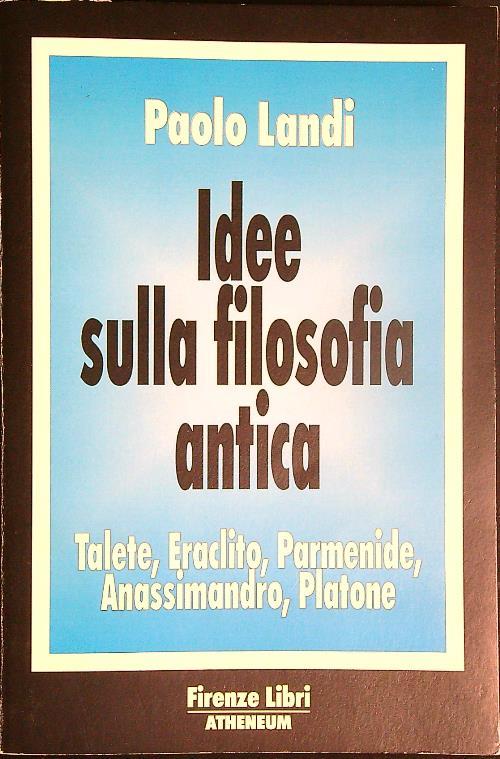 Paolo Landi
Idee
sulla filosofia
antica
Talete, Eraclito, Parmenide,
Anassimandro, Platone
Firenze Libri
ATHENEUM